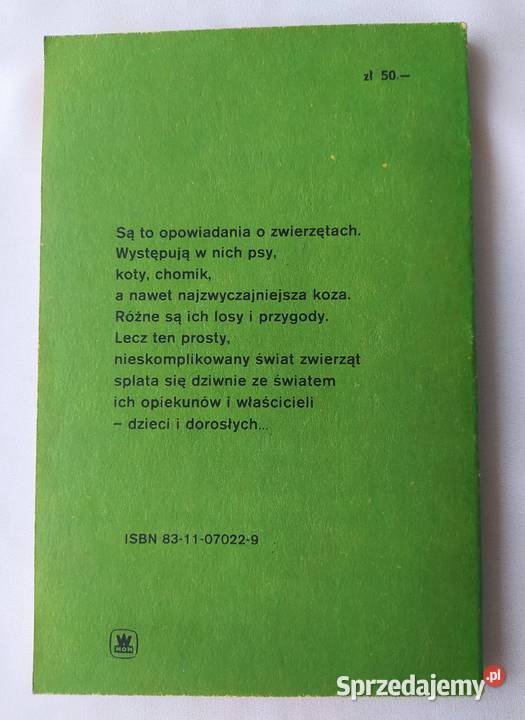 zł 50.—
Są to opowiadania o zwierzętach.
Występują w nich psy,
koty, chomik,
a nawet najzwyczajniejsza koza.
Różne są ich losy i przygody.
Lecz ten prosty,
nieskomplikowany świat zwierząt
splata się dziwnie ze światem
ich opiekunów i właścicieli
– dzieci i dorosłych...
ISBN 83-11-07022-9
W
MON
Sprzedajemy.pl